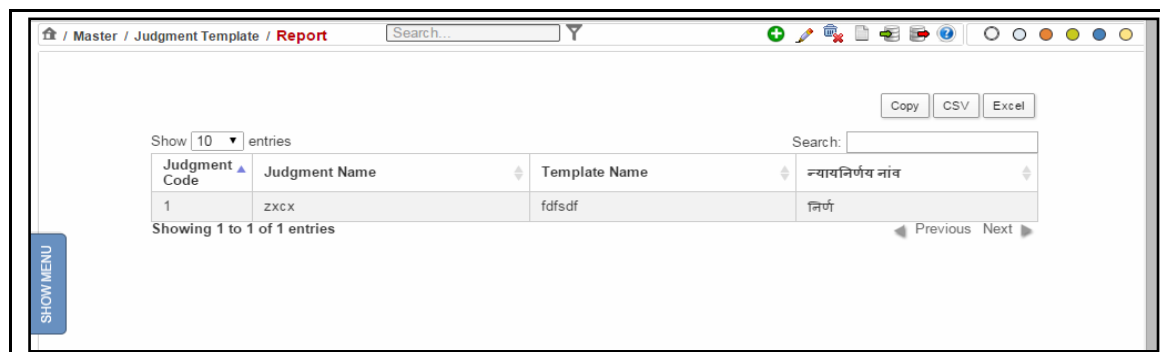 / Master / Judgment Template / Report Search...
Copy CSV Excel
Show 10 entries Search:
Judgment Code Judgment Name Template Name न्यायनिर्णय नांव
1 zxcx fdfsdf निर्ण
Showing 1 to 1 of 1 entries Previous Next
SHOW MENU